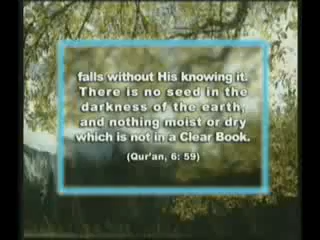 falls without His knowing it.
There is no seed in the
darkness of the earth,
and nothing moist or dry
which is not in a Clear Book.
(Qur'an, 6: 59)